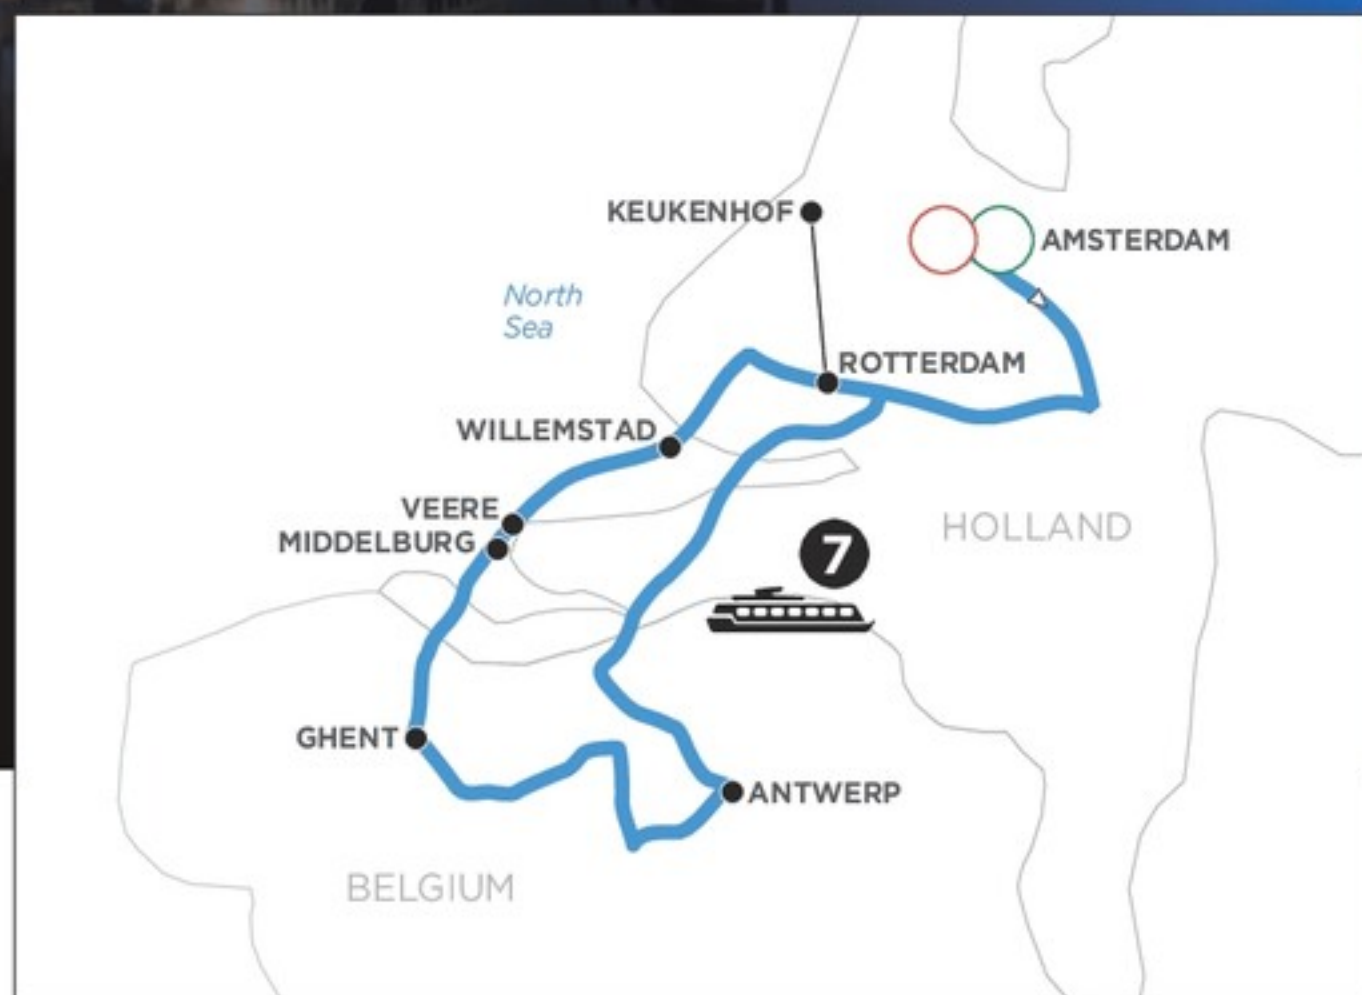 KEUKENHOF
AMSTERDAM
North
Sea
ROTTERDAM
WILLEMSTAD
VEERE
HOLLAND
MIDDELBURG
7
GHENT
ANTWERP
BELGIUM